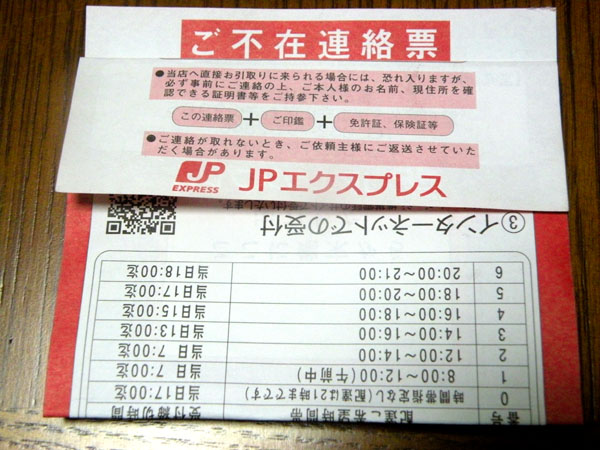 ご不在連絡票
●当店へ直接お引取りに来られる場合には、恐れ入りますが、
必ず事前にご連絡の上、ご本人様のお名前、現住所を確
認できる証明書等をご持参下さい。
この連絡票 + ご印鑑 + 免許証、保険証等
●ご連絡が取れないとき、ご依頼主様にご返送させていた
だく場合があります。
JP EXPRESS JPエクスプレス
番号 配達ご希望時間帯 受付締切時間
0 時間帯指定なし(配達は21時までです) 当日17:00迄
1 8:00〜12:00(午前中) 当日 7:00迄
2 12:00〜14:00 当日 7:00迄
3 14:00〜16:00 当日13:00迄
4 16:00〜18:00 当日15:00迄
5 18:00〜20:00 当日17:00迄
6 20:00〜21:00 当日18:00迄
③インターネットでの受付